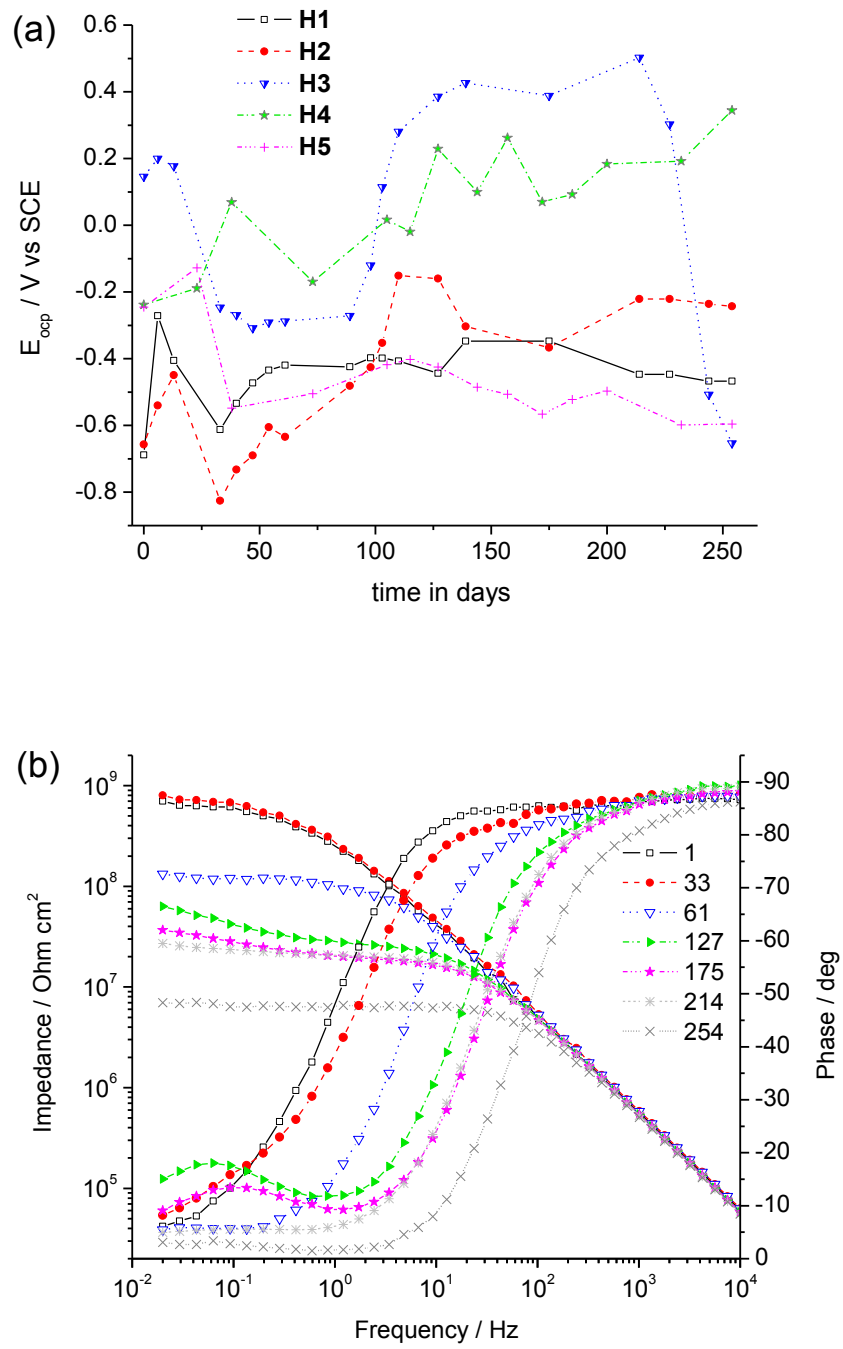 (a)
H1
H2
H3
H4
H5
0.6
0.4
0.2
0.0
-0.2
-0.4
-0.6
-0.8
E_ocp / V vs SCE
0 50 100 150 200 250
time in days
(b)
10^9
10^8
10^7
10^6
10^5
Impedance / Ohm cm^2
-90
-80
-70
-60
-50
-40
-30
-20
-10
0
Phase / deg
1
33
61
127
175
214
254
10^-2 10^-1 10^0 10^1 10^2 10^3 10^4
Frequency / Hz